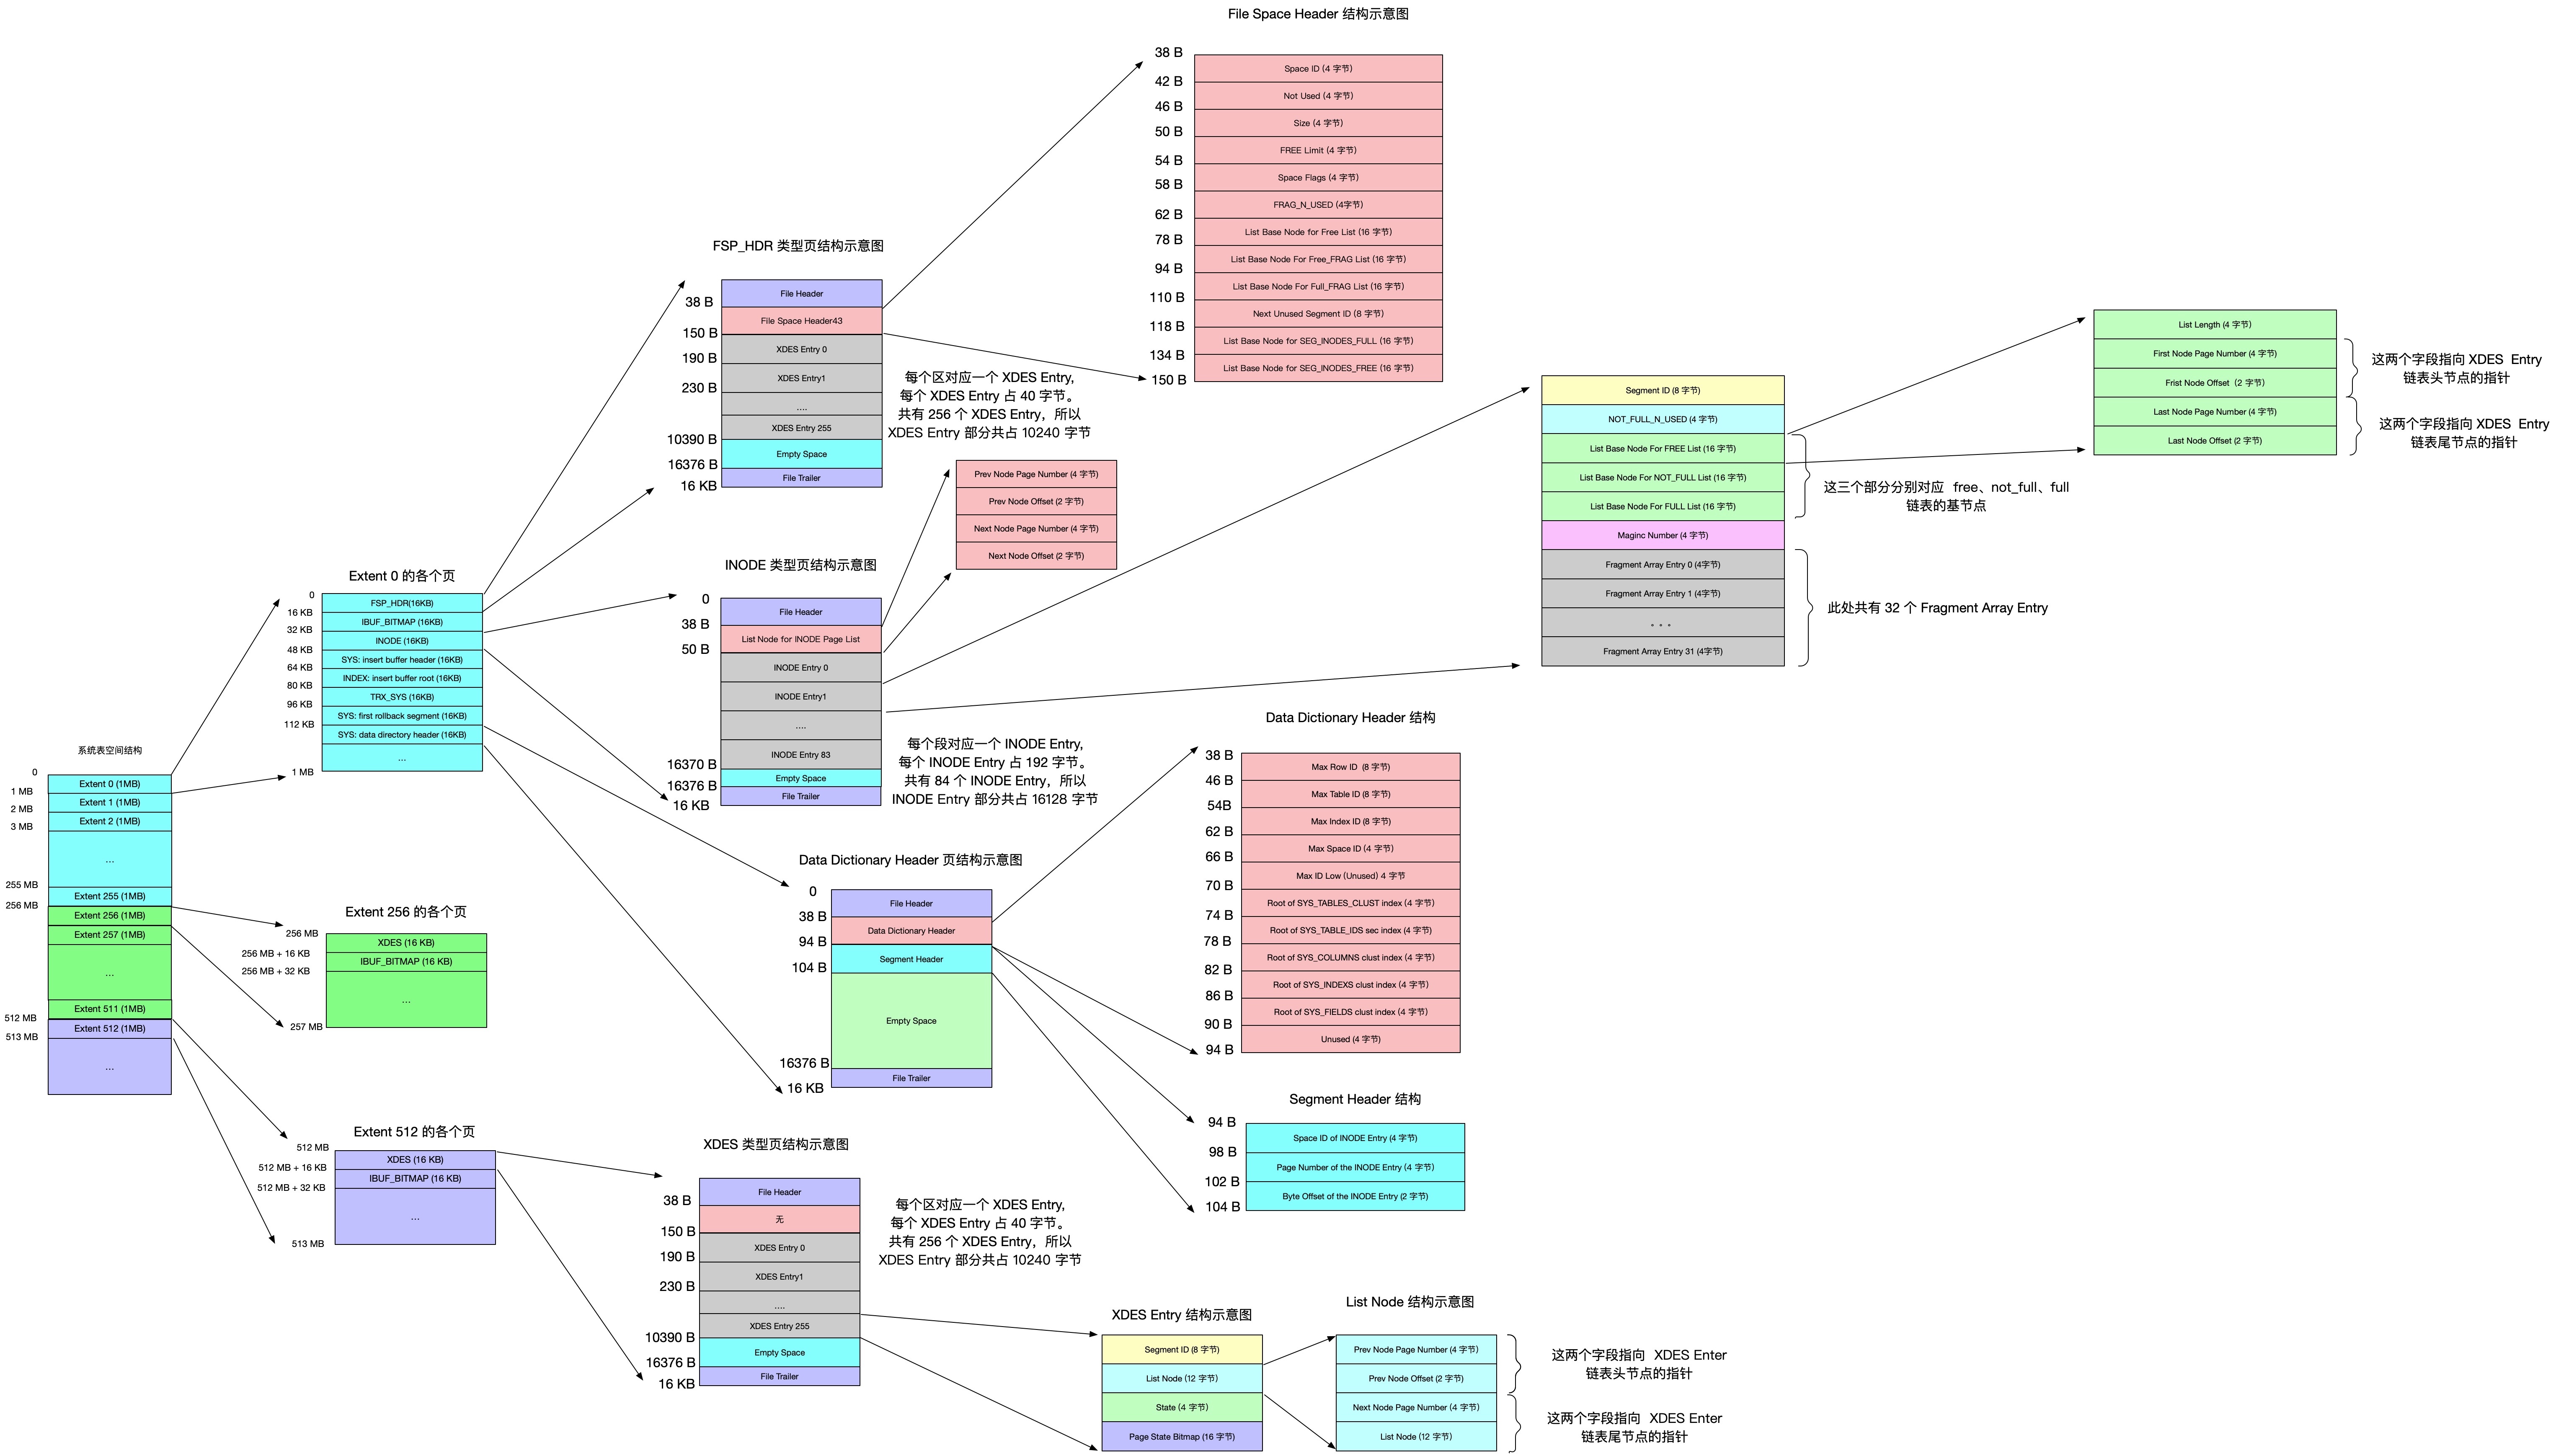 File Space Header 结构示意图
38 B
42 B
46 B
50 B
54 B
58 B
62 B
78 B
94 B
110 B
118 B
134 B
150 B
Space ID (4 字节)
Not Used (4 字节)
Size (4 字节)
FREE Limit (4 字节)
Space Flags (4 字节)
FRAG_N_USED (4字节)
List Base Node for Free List (16 字节)
List Base Node For Free_FRAG List (16 字节)
List Base Node For Full_FRAG List (16 字节)
Next Unused Segment ID (8 字节)
List Base Node for SEG_INODES_FULL (16 字节)
List Base Node for SEG_INODES_FREE (16 字节)
FSP_HDR 类型页结构示意图
38 B
150 B
190 B
230 B
10390 B
16376 B
16 KB
File Header
File Space Header43
XDES Entry 0
XDES Entry1
....
XDES Entry 255
Empty Space
File Trailer
每个区对应一个 XDES Entry,
每个 XDES Entry 占 40 字节。
共有 256 个 XDES Entry，所以
XDES Entry 部分共占 10240 字节
Prev Node Page Number (4 字节)
Prev Node Offset (2 字节)
Next Node Page Number (4 字节)
Next Node Offset (2 字节)
Segment ID (8 字节)
NOT_FULL_N_USED (4 字节)
List Base Node For FREE List (16 字节)
List Base Node For NOT_FULL List (16 字节)
List Base Node For FULL List (16 字节)
Maginc Number (4 字节)
Fragment Array Entry 0 (4字节)
Fragment Array Entry 1 (4字节)
。。。
Fragment Array Entry 31 (4字节)
这三个部分分别对应 free、not_full、full
链表的基节点
此处共有 32 个 Fragment Array Entry
List Length (4 字节)
First Node Page Number (4 字节)
Frist Node Offset（2 字节)
Last Node Page Number (4 字节)
Last Node Offset (2 字节)
这两个字段指向 XDES Entry
链表头节点的指针
这两个字段指向 XDES Entry
链表尾节点的指针
Extent 0 的各个页
0
16 KB
32 KB
48 KB
64 KB
80 KB
96 KB
112 KB
1 MB
FSP_HDR(16KB)
IBUF_BITMAP (16KB)
INODE (16KB)
SYS: insert buffer header (16KB)
INDEX: insert buffer root (16KB)
TRX_SYS (16KB)
SYS: first rollback segment (16KB)
SYS: data directory header (16KB)
...
INODE 类型页结构示意图
0
38 B
50 B
16370 B
16376 B
16 KB
File Header
List Node for INODE Page List
INODE Entry 0
INODE Entry1
....
INODE Entry 83
Empty Space
File Trailer
每个段对应一个 INODE Entry,
每个 INODE Entry 占 192 字节。
共有 84 个 INODE Entry，所以
INODE Entry 部分共占 16128 字节
系统表空间结构
0
1 MB
2 MB
3 MB
255 MB
256 MB
512 MB
513 MB
Extent 0 (1MB)
Extent 1 (1MB)
Extent 2 (1MB)
...
Extent 255 (1MB)
Extent 256 (1MB)
Extent 257 (1MB)
...
Extent 511 (1MB)
Extent 512 (1MB)
...
Extent 256 的各个页
256 MB
256 MB + 16 KB
256 MB + 32 KB
257 MB
XDES (16 KB)
IBUF_BITMAP (16 KB)
...
Extent 512 的各个页
512 MB
512 MB + 16 KB
512 MB + 32 KB
513 MB
XDES (16 KB)
IBUF_BITMAP (16 KB)
...
Data Dictionary Header 页结构示意图
0
38 B
94 B
104 B
16376 B
16 KB
File Header
Data Dictionary Header
Segment Header
Empty Space
File Trailer
Data Dictionary Header 结构
38 B
46 B
54B
62 B
66 B
70 B
74 B
78 B
82 B
86 B
90 B
94 B
Max Row ID (8 字节)
Max Table ID (8 字节)
Max Index ID (8 字节)
Max Space ID (4 字节)
Max ID Low (Unused) 4 字节
Root of SYS_TABLES_CLUST index (4 字节)
Root of SYS_TABLE_IDS sec index (4 字节)
Root of SYS_COLUMNS clust index (4 字节)
Root of SYS_INDEXS clust index (4 字节)
Root of SYS_FIELDS clust index (4 字节)
Unused (4 字节)
Segment Header 结构
94 B
98 B
102 B
104 B
Space ID of INODE Entry (4 字节)
Page Number of the INODE Entry (4 字节)
Byte Offset of the INODE Entry (2 字节)
XDES 类型页结构示意图
38 B
150 B
190 B
230 B
10390 B
16376 B
16 KB
File Header
无
XDES Entry 0
XDES Entry1
....
XDES Entry 255
Empty Space
File Trailer
每个区对应一个 XDES Entry,
每个 XDES Entry 占 40 字节。
共有 256 个 XDES Entry，所以
XDES Entry 部分共占 10240 字节
XDES Entry 结构示意图
Segment ID (8 字节)
List Node (12 字节)
State (4 字节)
Page State Bitmap (16 字节)
List Node 结构示意图
Prev Node Page Number (4 字节)
Prev Node Offset (2 字节)
Next Node Page Number (4 字节)
List Node (12 字节)
这两个字段指向 XDES Enter
链表头节点的指针
这两个字段指向 XDES Enter
链表尾节点的指针